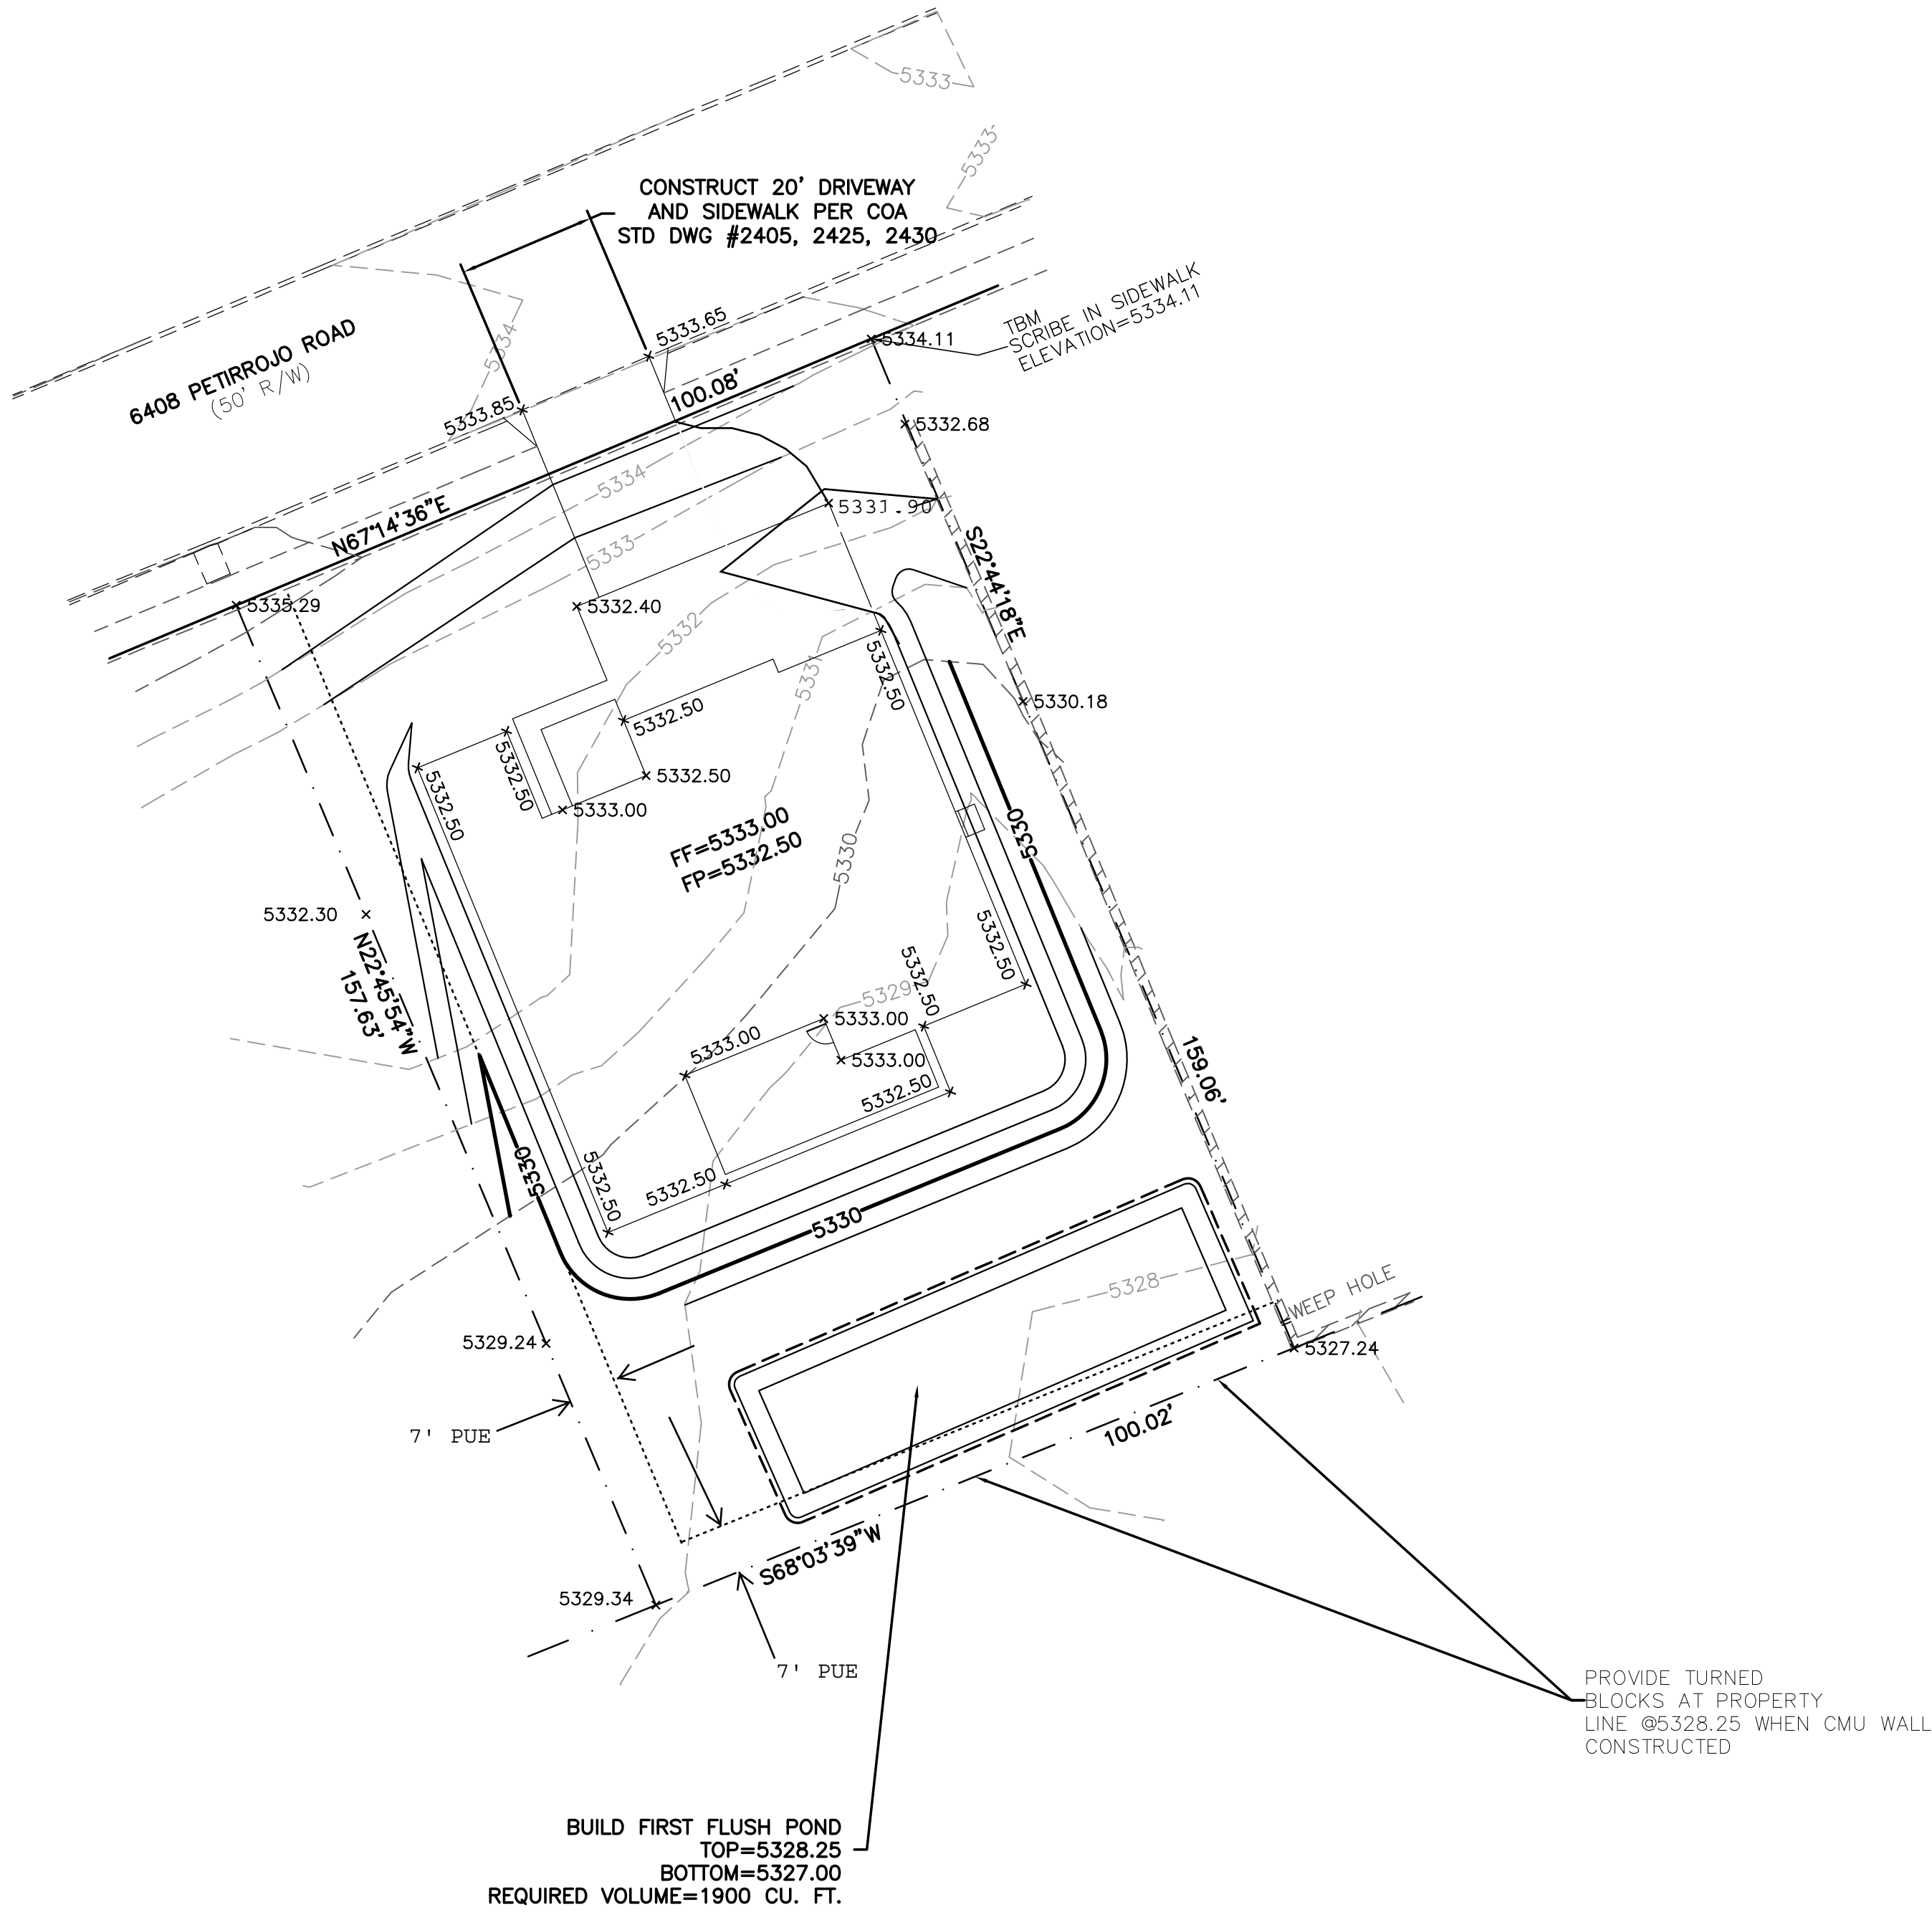 5333
5333
CONSTRUCT 20' DRIVEWAY
AND SIDEWALK PER COA
STD DWG #2405, 2425, 2430
TBM
SCRIBE IN SIDEWALK
ELEVATION=5334.11
6408 PETIRROJO ROAD
(50' R/W)
5334
5333.65
5334.11
100.08'
5333.85
5332.68
5334
N67°14'36"E
5331.90
5333
S22°44'18"E
5335.29
5332.40
5332
5331
5332.50
5330.18
5332.50
5332.50
5332.50
5332.50
5333.00
FF=5333.00
FP=5332.50
5330
5330
5332.30
N22°45'54"W
157.63'
5332.50
5332.50
5329
5333.00
5333.00
5333.00
5332.50
159.06'
5330
5332.50
5332.50
5330
5328
WEEP HOLE
5329.24
5327.24
7' PUE
100.02'
S68°03'39"W
5329.34
7' PUE
PROVIDE TURNED
BLOCKS AT PROPERTY
LINE @5328.25 WHEN CMU WALL
CONSTRUCTED
BUILD FIRST FLUSH POND
TOP=5328.25
BOTTOM=5327.00
REQUIRED VOLUME=1900 CU. FT.